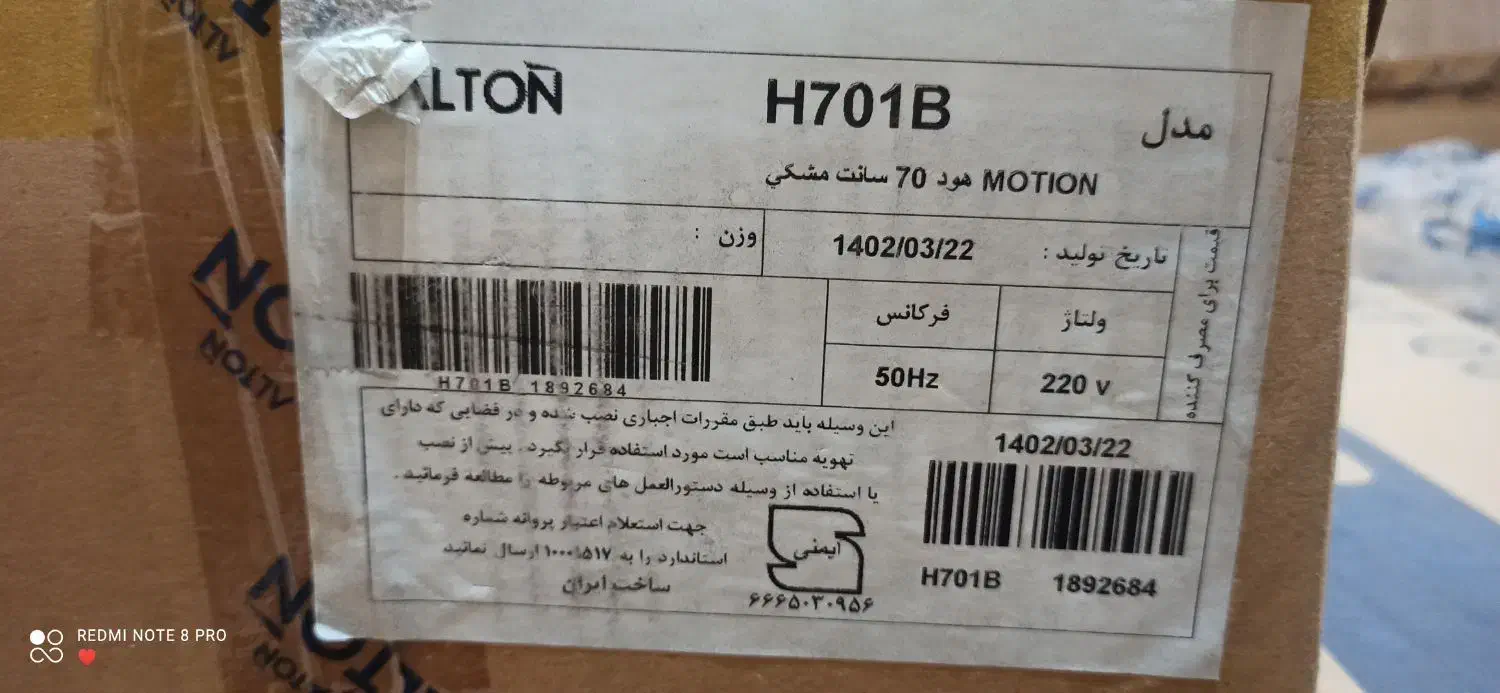 ALTON
H701B
مدل
MOTION هود 70 سانت مشکي
تاریخ تولید : 1402/03/22
وزن :
قیمت برای مصرف کننده
ولتاژ
فرکانس
220 v
50Hz
H701B 1892684
1402/03/22
H701B 1892684
این وسیله باید طبق مقررات اجباری نصب شده و در فضایی که دارای
تهویه مناسب است مورد استفاده قرار بگیرد. پیش از نصب
یا استفاده از وسیله دستورالعمل های مربوطه را مطالعه فرمائید.
جهت استعلام اعتبار پروانه شماره
استاندارد را به ۱۰۰۰۱۵۱۷ ارسال نمائید
ساخت ایران
ایمنی
۶۶۶۵۰۳۰۹۵۶
ALTON
ALTON
ALTON
REDMI NOTE 8 PRO